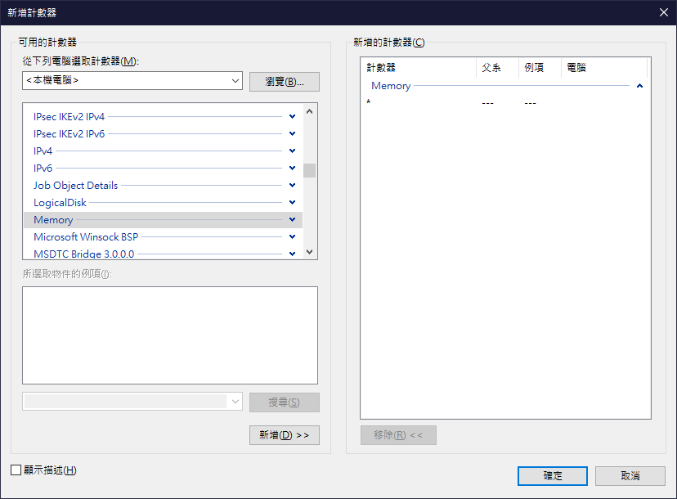 新增計數器
可用的計數器
從下列電腦選取計數器(M):
<本機電腦>
瀏覽(B)...
IPsec IKEv2 IPv4
IPsec IKEv2 IPv6
IPv4
IPv6
Job Object Details
LogicalDisk
Memory
Microsoft Winsock BSP
MSDTC Bridge 3.0.0.0
所選取物件的例項(I):
搜尋(S)
新增(D) >>
顯示描述(H)
新增的計數器(C)
計數器 父系 例項 電腦
Memory
* --- ---
移除(R) <<
確定
取消